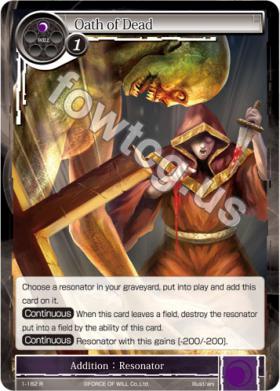 Oath of Dead
WILL
1
fowtcg.us
Choose a resonator in your graveyard, put into play and add this
card on it.
Continuous When this card leaves a field, destroy the resonator
put into a field by the ability of this card.
Continuous Resonator with this gains [-200/-200].
Addition : Resonator
1-182 R
©FORCE OF WILL Co.,Ltd.
Illust/ami